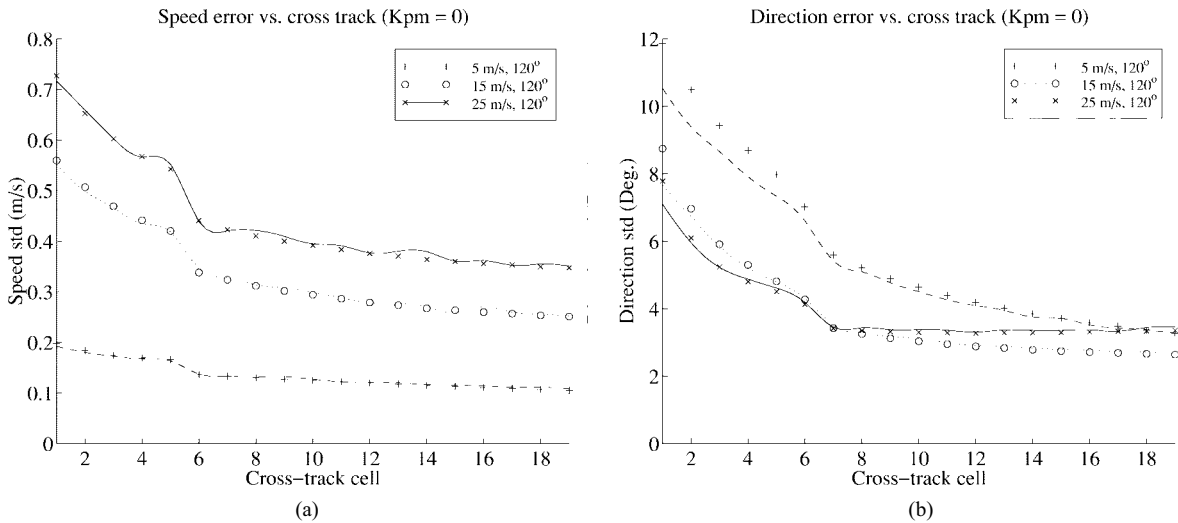 Speed error vs. cross track (Kpm = 0)
0.8
0.7
0.6
0.5
0.4
0.3
0.2
0.1
0
Speed std (m/s)
5 m/s, 120°
15 m/s, 120°
25 m/s, 120°
2 4 6 8 10 12 14 16 18
Cross−track cell
(a)
Direction error vs. cross track (Kpm = 0)
12
10
8
6
4
2
0
Direction std (Deg.)
5 m/s, 120°
15 m/s, 120°
25 m/s, 120°
2 4 6 8 10 12 14 16 18
Cross−track cell
(b)